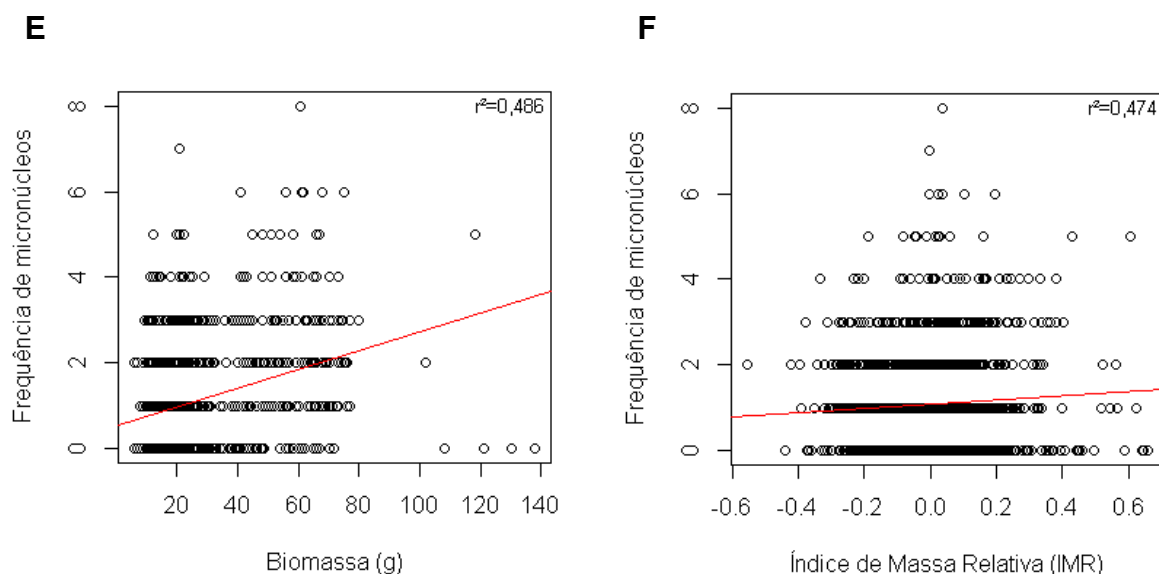 E
r²=0,486
Frequência de micronúcleos
8
6
4
2
0
20 40 60 80 100 120 140
Biomassa (g)
F
r²=0,474
Frequência de micronúcleos
8
6
4
2
0
-0.6 -0.4 -0.2 0.0 0.2 0.4 0.6
Índice de Massa Relativa (IMR)